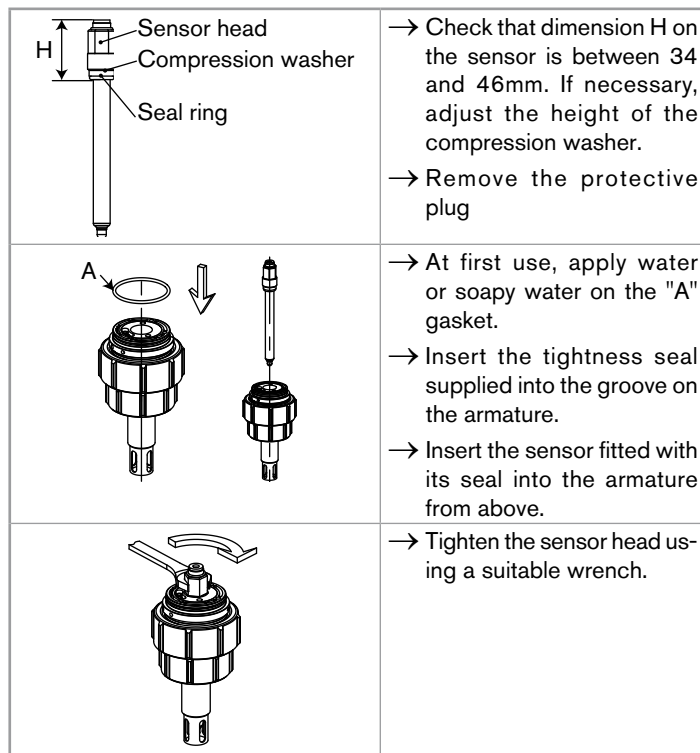 H
Sensor head
Compression washer
Seal ring
→ Check that dimension H on
the sensor is between 34
and 46mm. If necessary,
adjust the height of the
compression washer.
→ Remove the protective
plug
A
→ At first use, apply water
or soapy water on the "A"
gasket.
→ Insert the tightness seal
supplied into the groove on
the armature.
→ Insert the sensor fitted with
its seal into the armature
from above.
→ Tighten the sensor head us-
ing a suitable wrench.